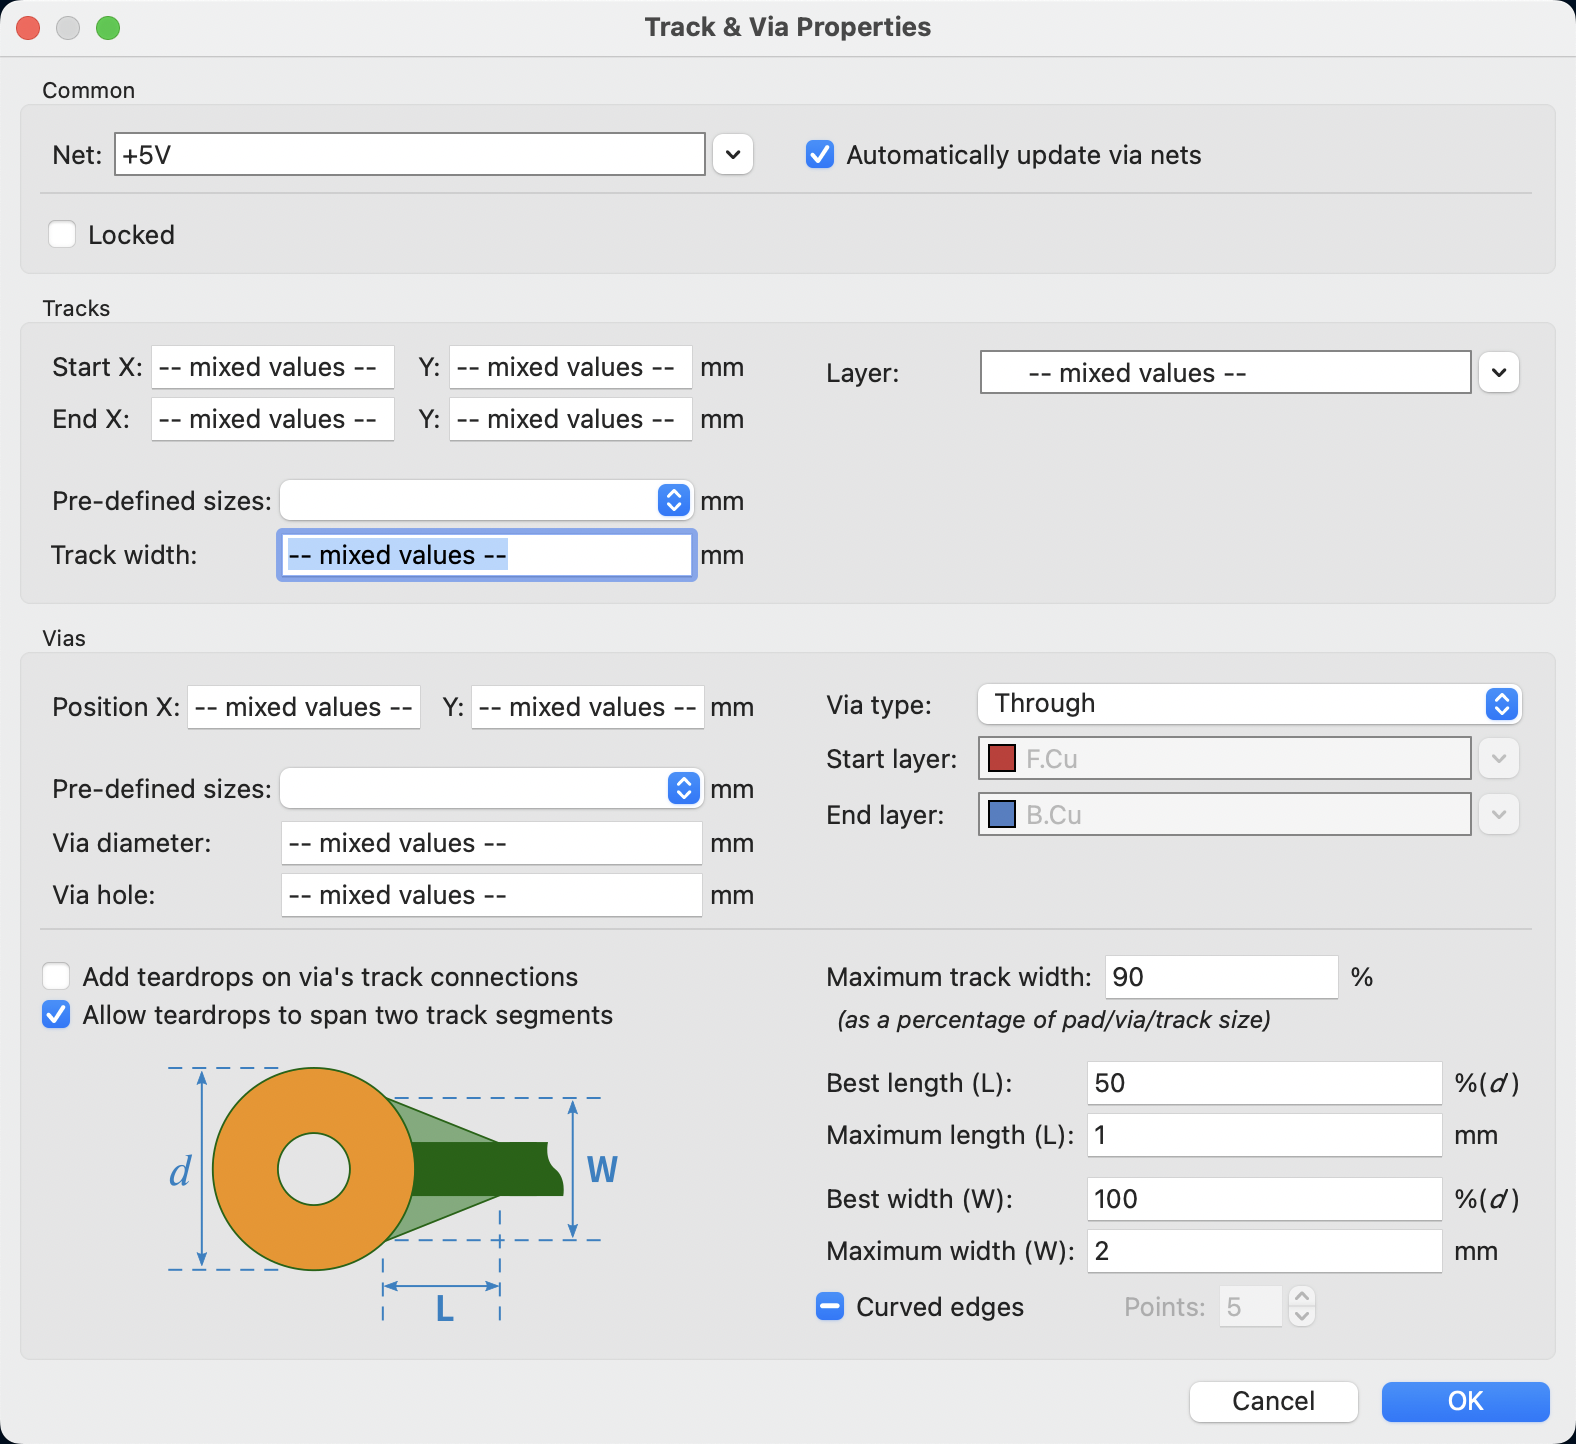 Track & Via Properties
Common
Net: +5V Automatically update via nets
Locked
Tracks
Start X: -- mixed values -- Y: -- mixed values -- mm Layer: -- mixed values --
End X: -- mixed values -- Y: -- mixed values -- mm
Pre-defined sizes: mm
Track width: -- mixed values -- mm
Vias
Position X: -- mixed values -- Y: -- mixed values -- mm Via type: Through
Start layer: F.Cu
Pre-defined sizes: mm
End layer: B.Cu
Via diameter: -- mixed values -- mm
Via hole: -- mixed values -- mm
Add teardrops on via's track connections
Allow teardrops to span two track segments
d
W
L
Maximum track width: 90 %
(as a percentage of pad/via/track size)
Best length (L): 50 %(d)
Maximum length (L): 1 mm
Best width (W): 100 %(d)
Maximum width (W): 2 mm
Curved edges Points: 5
Cancel OK